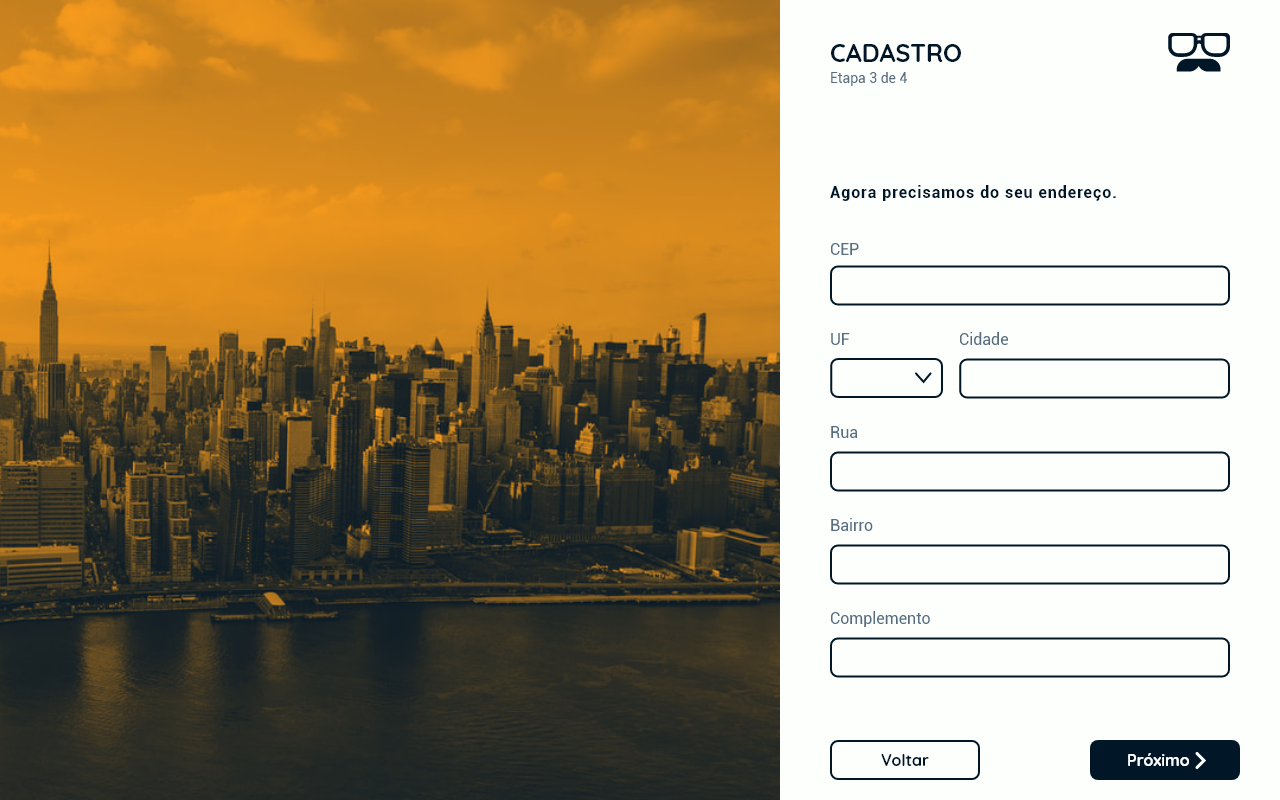 CADASTRO
Etapa 3 de 4
Agora precisamos do seu endereço.
CEP
UF
Cidade
Rua
Bairro
Complemento
Voltar
Próximo